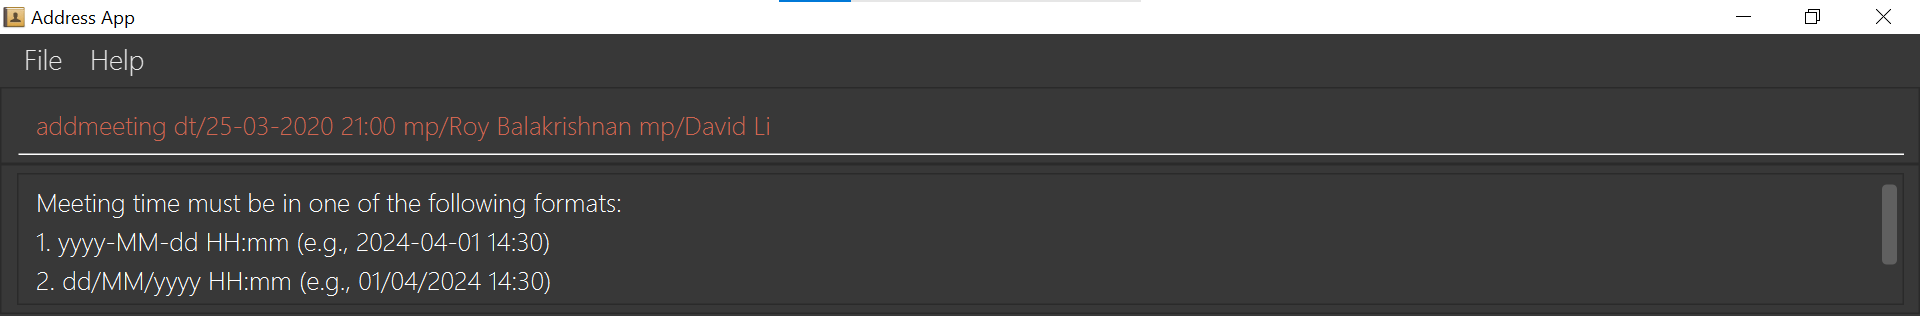 Address App
File Help
addmeeting dt/25-03-2020 21:00 mp/Roy Balakrishnan mp/David Li
Meeting time must be in one of the following formats:
1. yyyy-MM-dd HH:mm (e.g., 2024-04-01 14:30)
2. dd/MM/yyyy HH:mm (e.g., 01/04/2024 14:30)